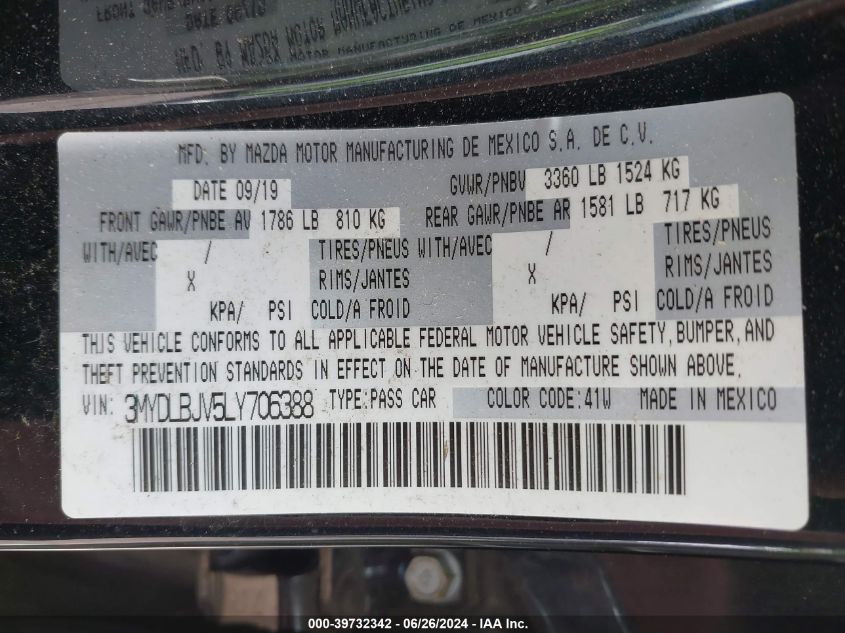 MFD. BY MAZDA MOTOR MANUFACTURING DE MEXICO S.A. DE C.V.
DATE 09/19 GVWR/PNBV 3360 LB 1524 KG
FRONT GAWR/PNBE AV 1786 LB 810 KG REAR GAWR/PNBE AR 1581 LB 717 KG
WITH/AVEC / TIRES/PNEUS WITH/AVEC / TIRES/PNEUS
X RIMS/JANTES X RIMS/JANTES
KPA/ PSI COLD/A FROID KPA/ PSI COLD/A FROID
THIS VEHICLE CONFORMS TO ALL APPLICABLE FEDERAL MOTOR VEHICLE SAFETY, BUMPER, AND
THEFT PREVENTION STANDARDS IN EFFECT ON THE DATE OF MANUFACTURE SHOWN ABOVE.
VIN: 3MYDLBJV5LY706388 TYPE:PASS CAR COLOR CODE:41W MADE IN MEXICO
000-39732342 - 06/26/2024 - IAAI.com